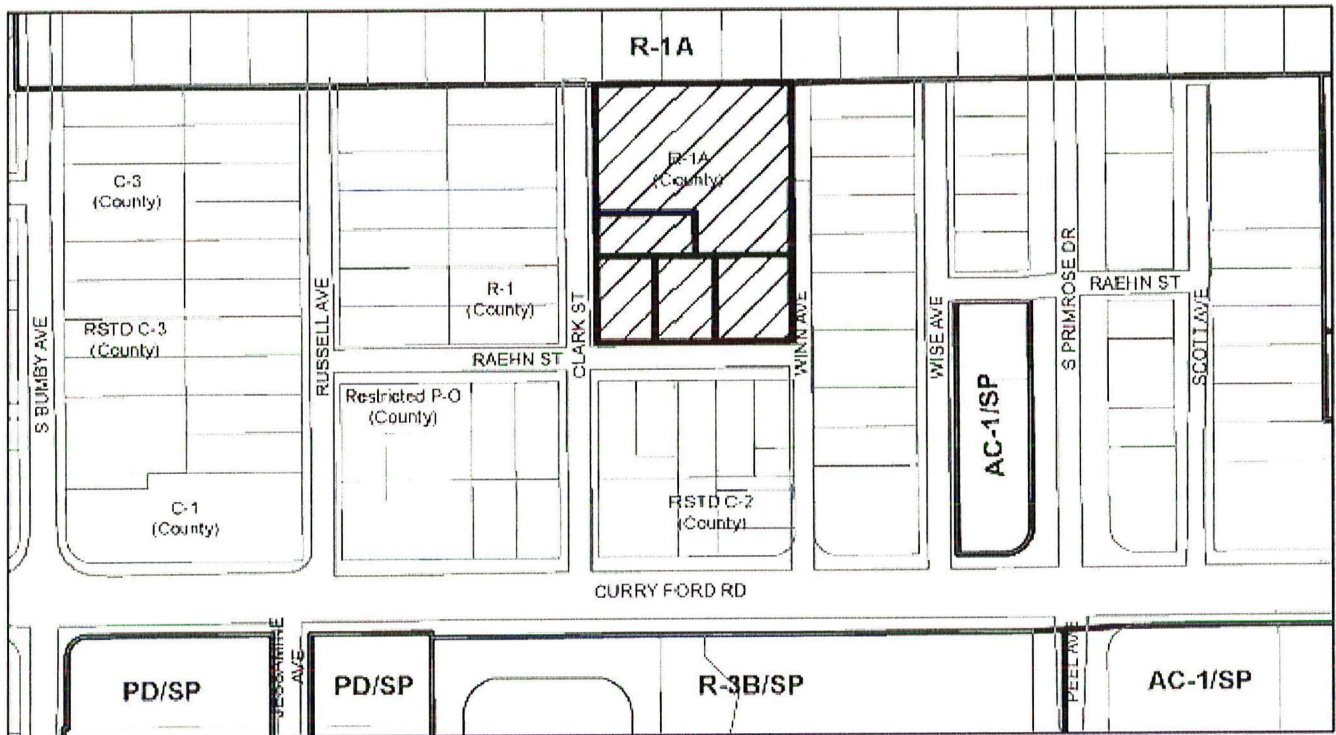 R-1A
R-1A
(County)
C-3
(County)
R-1
(County)
RSTD C-3
(County)
S BUMBY AVE
RUSSELL AVE
RAEHN ST
CLARK ST
WINN AVE
WISE AVE
S PRIMROSE DR
RAEHN ST
SCOTT AVE
Restricted P-O
(County)
AC-1/SP
C-1
(County)
RSTD C-2
(County)
CURRY FORD RD
JESSAMINE
AVE
PD/SP
PD/SP
R-3B/SP
PEEL AVE
AC-1/SP